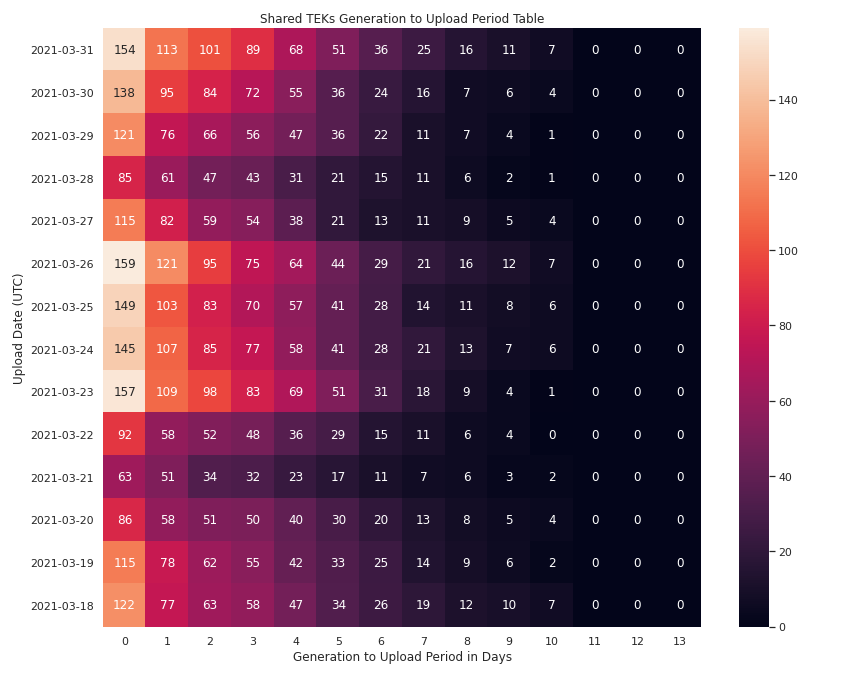 Shared TEKs Generation to Upload Period Table
Upload Date (UTC)
2021-03-31 154 113 101 89 68 51 36 25 16 11 7 0 0 0
2021-03-30 138 95 84 72 55 36 24 16 7 6 4 0 0 0
2021-03-29 121 76 66 56 47 36 22 11 7 4 1 0 0 0
2021-03-28 85 61 47 43 31 21 15 11 6 2 1 0 0 0
2021-03-27 115 82 59 54 38 21 13 11 9 5 4 0 0 0
2021-03-26 159 121 95 75 64 44 29 21 16 12 7 0 0 0
2021-03-25 149 103 83 70 57 41 28 14 11 8 6 0 0 0
2021-03-24 145 107 85 77 58 41 28 21 13 7 6 0 0 0
2021-03-23 157 109 98 83 69 51 31 18 9 4 1 0 0 0
2021-03-22 92 58 52 48 36 29 15 11 6 4 0 0 0 0
2021-03-21 63 51 34 32 23 17 11 7 6 3 2 0 0 0
2021-03-20 86 58 51 50 40 30 20 13 8 5 4 0 0 0
2021-03-19 115 78 62 55 42 33 25 14 9 6 2 0 0 0
2021-03-18 122 77 63 58 47 34 26 19 12 10 7 0 0 0
0 1 2 3 4 5 6 7 8 9 10 11 12 13
Generation to Upload Period in Days
140
120
100
80
60
40
20
0